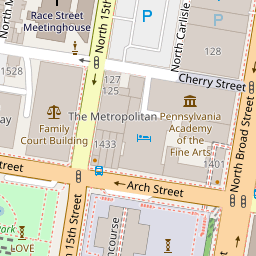 Race Street
Meetinghouse
North 15th
North Carlisle
128
1528
Cherry Street
127
125
The Metropolitan
Pennsylvania
Academy
of the
Fine Arts
Family
Court Building
1433
1401
Arch Street
North Broad Street
North 15th Street
LOVE